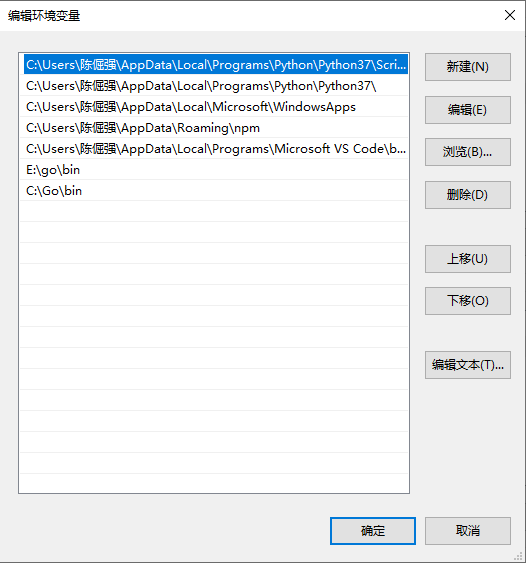 编辑环境变量
C:\Users\陈倔强\AppData\Local\Programs\Python\Python37\Scri...
C:\Users\陈倔强\AppData\Local\Programs\Python\Python37\
C:\Users\陈倔强\AppData\Local\Microsoft\WindowsApps
C:\Users\陈倔强\AppData\Roaming\npm
C:\Users\陈倔强\AppData\Local\Programs\Microsoft VS Code\b...
E:\go\bin
C:\Go\bin
新建(N)
编辑(E)
浏览(B)...
删除(D)
上移(U)
下移(O)
编辑文本(T)...
确定
取消